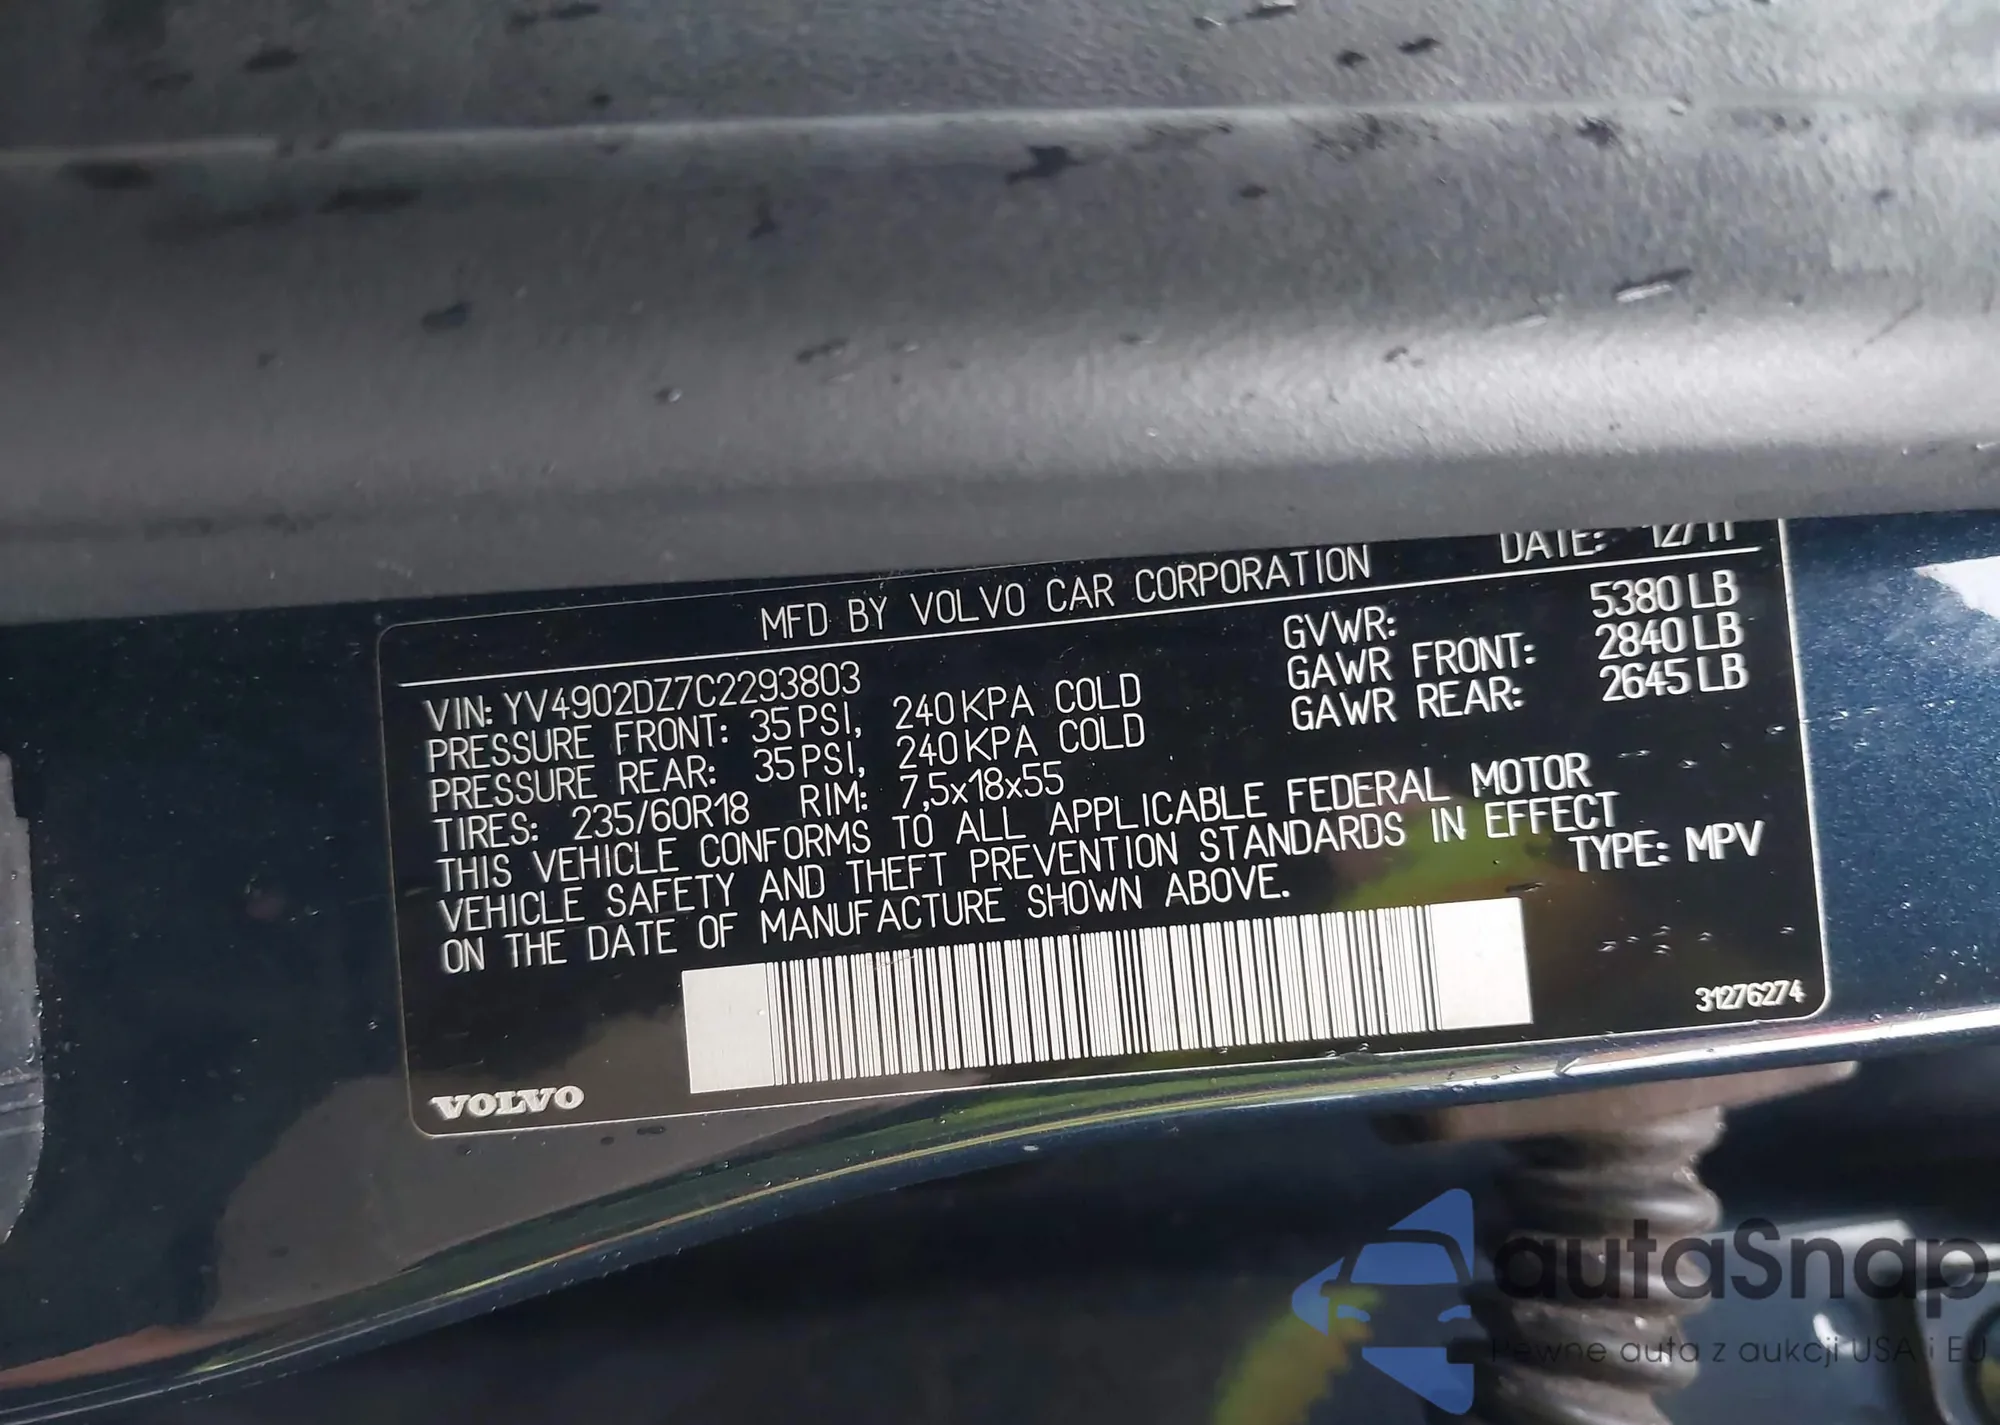 MFD BY VOLVO CAR CORPORATION DATE: 12/11
VIN: YV4902DZ7C2293803 GVWR: 5380 LB
PRESSURE FRONT: 35 PSI, 240 KPA COLD GAWR FRONT: 2840 LB
PRESSURE REAR: 35 PSI, 240 KPA COLD GAWR REAR: 2645 LB
TIRES: 235/60R18 RIM: 7,5x18x55
THIS VEHICLE CONFORMS TO ALL APPLICABLE FEDERAL MOTOR
VEHICLE SAFETY AND THEFT PREVENTION STANDARDS IN EFFECT
ON THE DATE OF MANUFACTURE SHOWN ABOVE. TYPE: MPV
31276274
VOLVO
autaSnap
Pewne auta z aukcji USA i EU